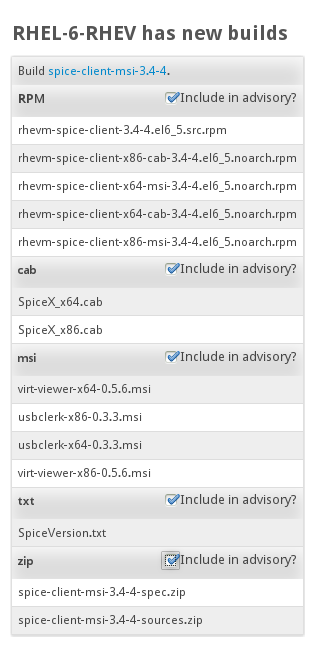 RHEL-6-RHEV has new builds
Build spice-client-msi-3.4-4.
RPM Include in advisory?
rhevm-spice-client-3.4-4.el6_5.src.rpm
rhevm-spice-client-x86-cab-3.4-4.el6_5.noarch.rpm
rhevm-spice-client-x64-msi-3.4-4.el6_5.noarch.rpm
rhevm-spice-client-x64-cab-3.4-4.el6_5.noarch.rpm
rhevm-spice-client-x86-msi-3.4-4.el6_5.noarch.rpm
cab Include in advisory?
SpiceX_x64.cab
SpiceX_x86.cab
msi Include in advisory?
virt-viewer-x64-0.5.6.msi
usbclerk-x86-0.3.3.msi
usbclerk-x64-0.3.3.msi
virt-viewer-x86-0.5.6.msi
txt Include in advisory?
SpiceVersion.txt
zip Include in advisory?
spice-client-msi-3.4-4-spec.zip
spice-client-msi-3.4-4-sources.zip